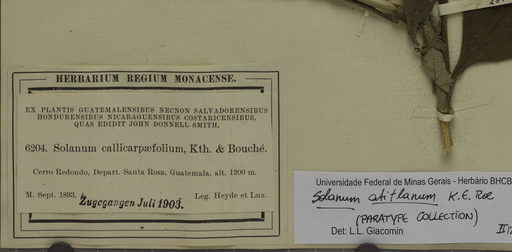 HERBARIUM REGIUM MONACENSE.
EX PLANTIS GUATEMALENSIBUS NECNON SALVADORENSIBUS
HONDURENSIBUS NICARAGUENSIBUS COSTARICENSIBUS,
QUAS EDIDIT JOHN DONNELL SMITH,
6204. Solanum callicarpæfolium, Kth. & Bouché.
Cerro Redondo, Depart. Santa Rosa, Guatemala, alt. 1200 m.
M. Sept. 1893. Leg. Heyde et Lux.
Zugegangen Juli 1903.
Universidade Federal de Minas Gerais - Herbário BHCB
Solanum atitlanum K.E. Roe
(PARATYPE COLLECTION)
Det: L.L. Giacomin